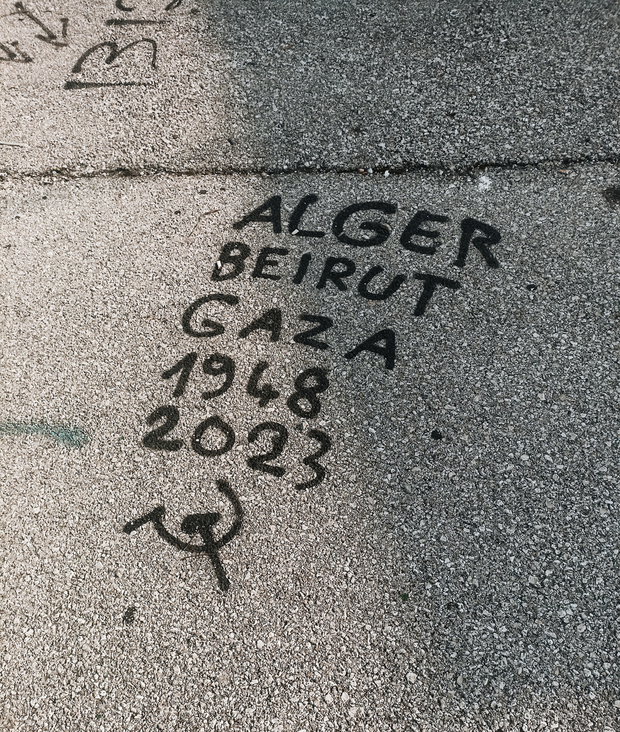 ALGER
BEIRUT
GAZA
1948
2023